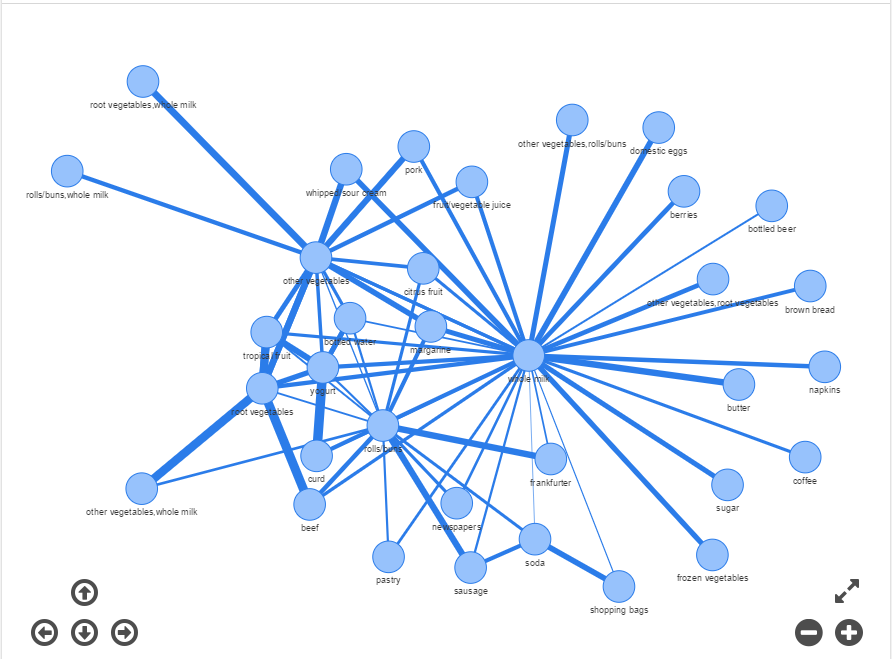 root vegetables,whole milk
other vegetables,rolls/buns
domestic eggs
pork
rolls/buns,whole milk
whipped/sour cream
fruit/vegetable juice
berries
bottled beer
other vegetables
citrus fruit
other vegetables,root vegetables
brown bread
bottled water
margarine
tropical fruit
whole milk
yogurt
napkins
root vegetables
butter
rolls/buns
curd
frankfurter
coffee
other vegetables,whole milk
beef
newspapers
sugar
soda
pastry
sausage
frozen vegetables
shopping bags